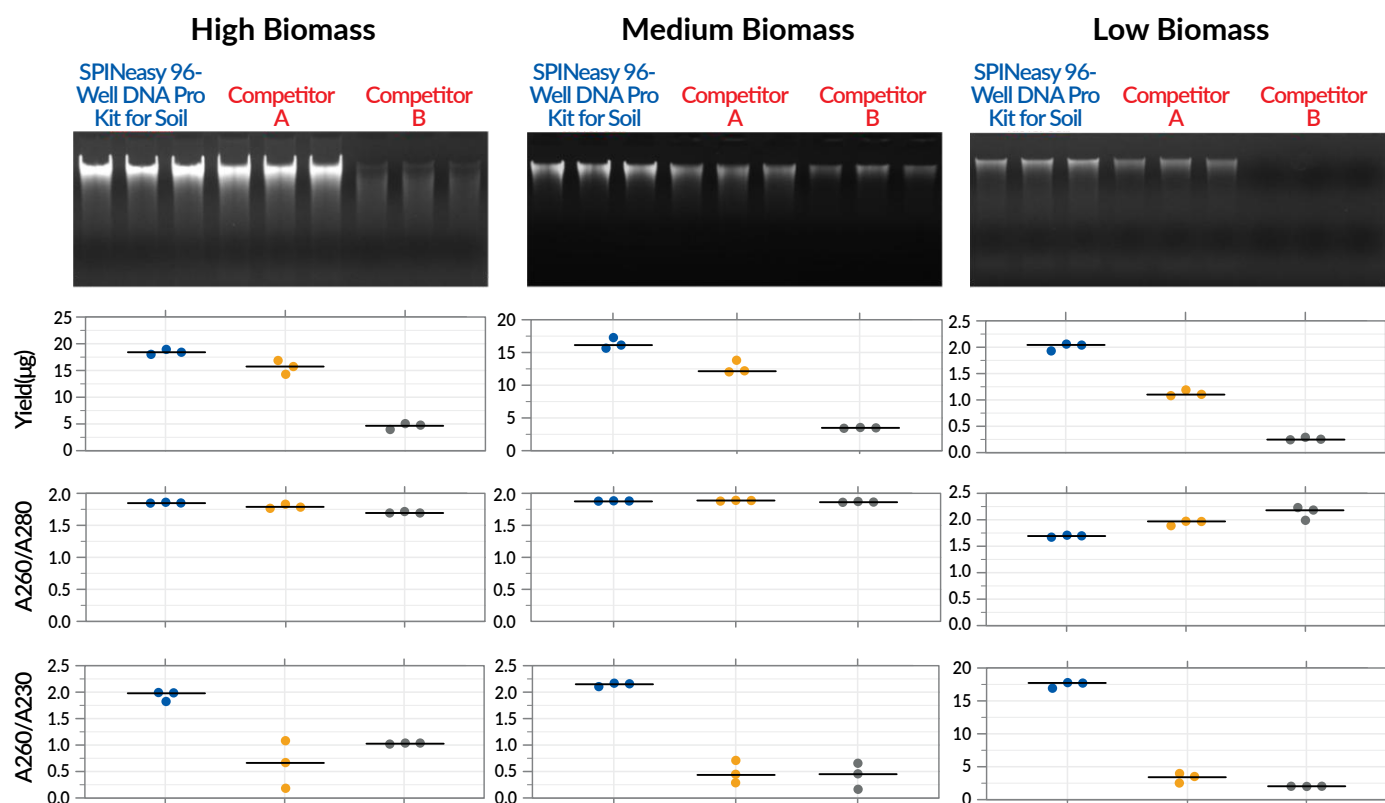 High Biomass
Medium Biomass
Low Biomass
SPINeasy 96-
Well DNA Pro
Kit for Soil
Competitor
A
Competitor
B
SPINeasy 96-
Well DNA Pro
Kit for Soil
Competitor
A
Competitor
B
SPINeasy 96-
Well DNA Pro
Kit for Soil
Competitor
A
Competitor
B
Yield(µg)
25
20
15
10
5
0
20
15
10
5
0
2.5
2.0
1.5
1.0
0.5
0.0
A260/A280
2.0
1.5
1.0
0.5
0.0
2.0
1.5
1.0
0.5
0.0
2.5
2.0
1.5
1.0
0.5
0.0
A260/A230
2.5
2.0
1.5
1.0
0.5
0.0
2.5
2.0
1.5
1.0
0.5
0.0
20
15
10
5
0